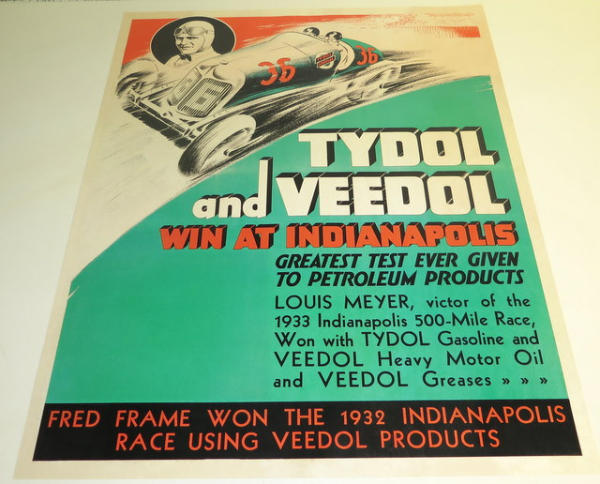 36
36
TYDOL
and VEEDOL
WIN AT INDIANAPOLIS
GREATEST TEST EVER GIVEN
TO PETROLEUM PRODUCTS
LOUIS MEYER, victor of the
1933 Indianapolis 500-Mile Race,
Won with TYDOL Gasoline and
VEEDOL Heavy Motor Oil
and VEEDOL Greases » » »
FRED FRAME WON THE 1932 INDIANAPOLIS
RACE USING VEEDOL PRODUCTS